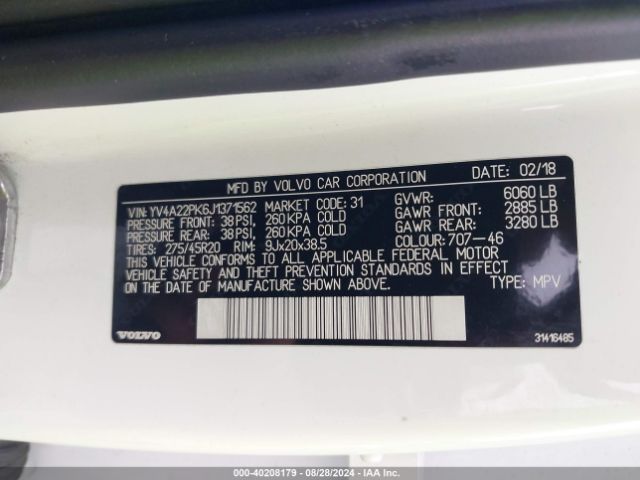 MFD BY VOLVO CAR CORPORATION DATE: 02/18
VIN: YV4A22PK6J1371562 MARKET CODE: 31 GVWR: 6060 LB
PRESSURE FRONT: 38 PSI, 260 KPA COLD GAWR FRONT: 2885 LB
PRESSURE REAR: 38 PSI, 260 KPA COLD GAWR REAR: 3280 LB
TIRES: 275/45R20 RIM: 9Jx20x38.5 COLOUR: 707-46
THIS VEHICLE CONFORMS TO ALL APPLICABLE FEDERAL MOTOR
VEHICLE SAFETY AND THEFT PREVENTION STANDARDS IN EFFECT
ON THE DATE OF MANUFACTURE SHOWN ABOVE. TYPE: MPV
VOLVO 31416485
000-40208179 | 08/28/2024 - IAA Inc.